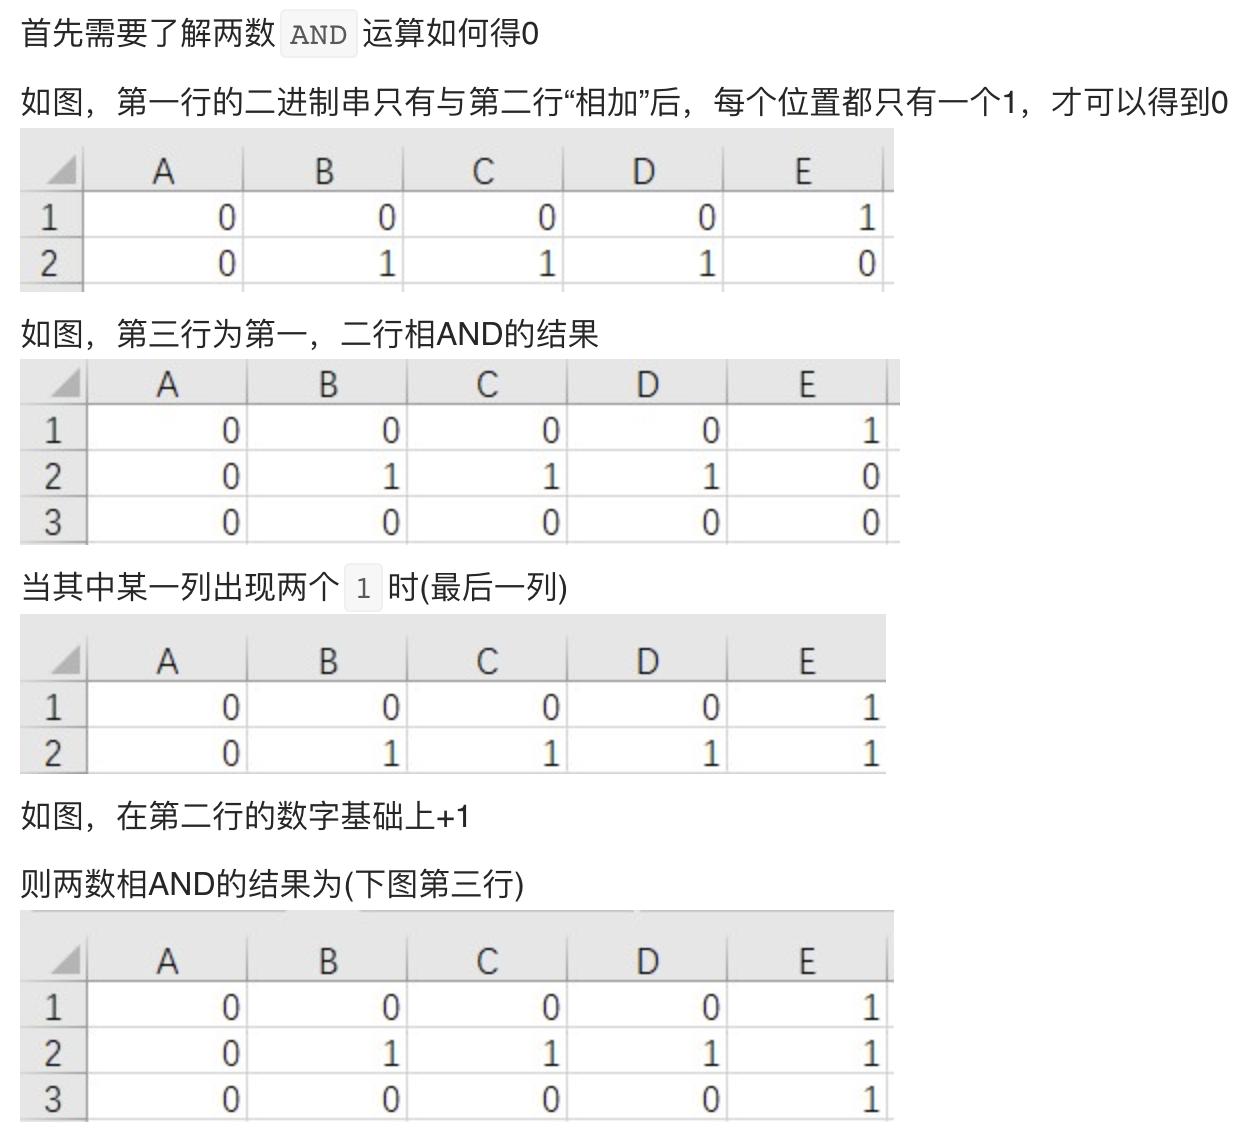 首先需要了解两数 AND 运算如何得0
如图，第一行的二进制串只有与第二行“相加”后，每个位置都只有一个1，才可以得到0
A B C D E
1 0 0 0 0 1
2 0 1 1 1 0
如图，第三行为第一，二行相AND的结果
A B C D E
1 0 0 0 0 1
2 0 1 1 1 0
3 0 0 0 0 0
当其中某一列出现两个 1 时(最后一列)
A B C D E
1 0 0 0 0 1
2 0 1 1 1 1
如图，在第二行的数字基础上+1
则两数相AND的结果为(下图第三行)
A B C D E
1 0 0 0 0 1
2 0 1 1 1 1
3 0 0 0 0 1